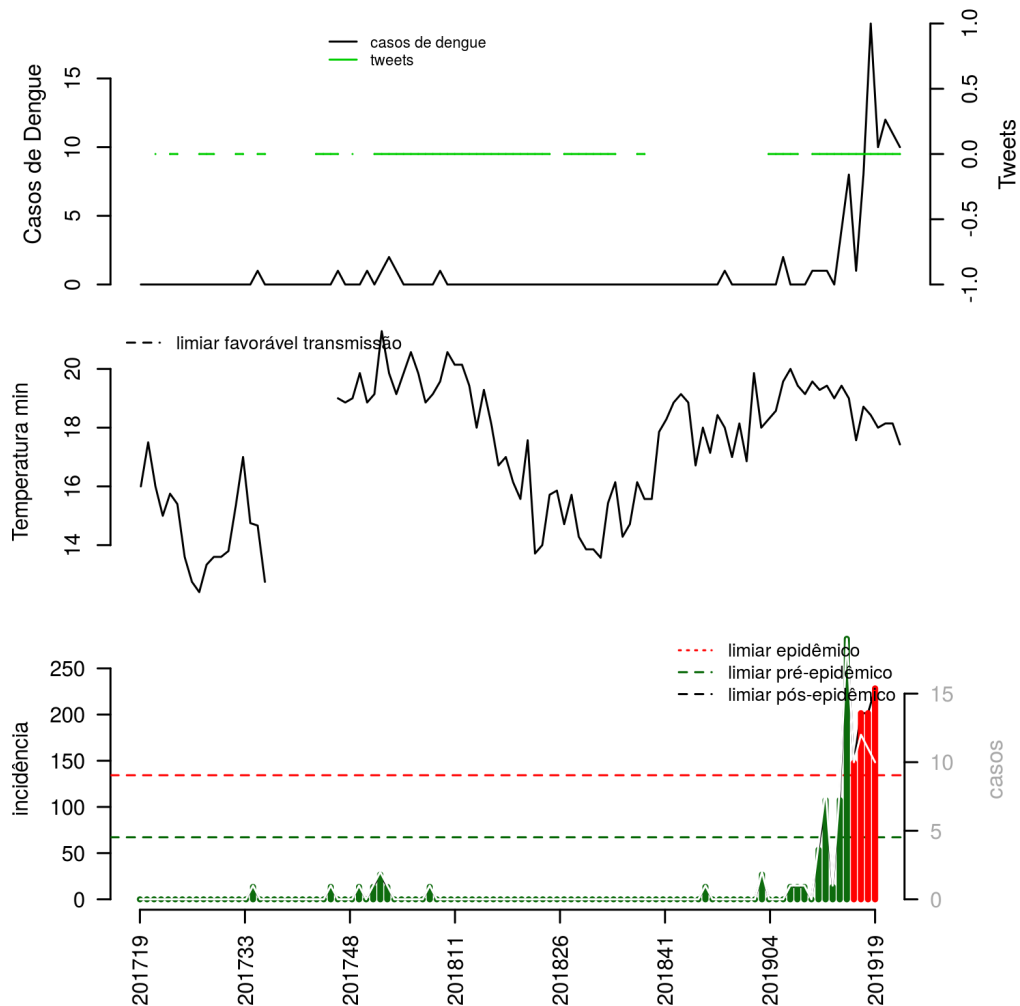 casos de dengue
tweets
Casos de Dengue
0
5
10
15
Tweets
-1.0
-0.5
0.0
0.5
1.0
limiar favorável transmissão
Temperatura min
14
16
18
20
limiar epidêmico
limiar pré-epidêmico
limiar pós-epidêmico
incidência
0
50
100
150
200
250
casos
0
5
10
15
201719
201733
201748
201811
201826
201841
201904
201919